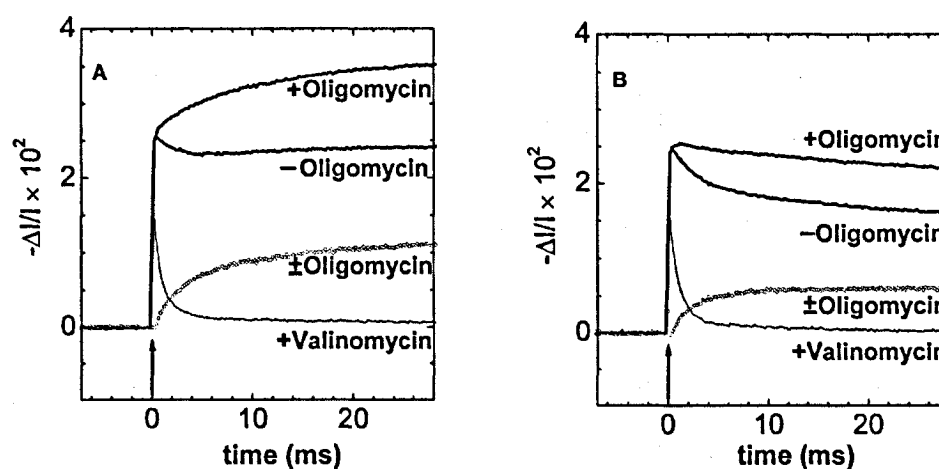 A
-ΔI/I × 10²
4
2
0
+Oligomycin
−Oligomycin
±Oligomycin
+Valinomycin
0 10 20
time (ms)
B
-ΔI/I × 10²
4
2
0
+Oligomycin
−Oligomycin
±Oligomycin
+Valinomycin
0 10 20
time (ms)